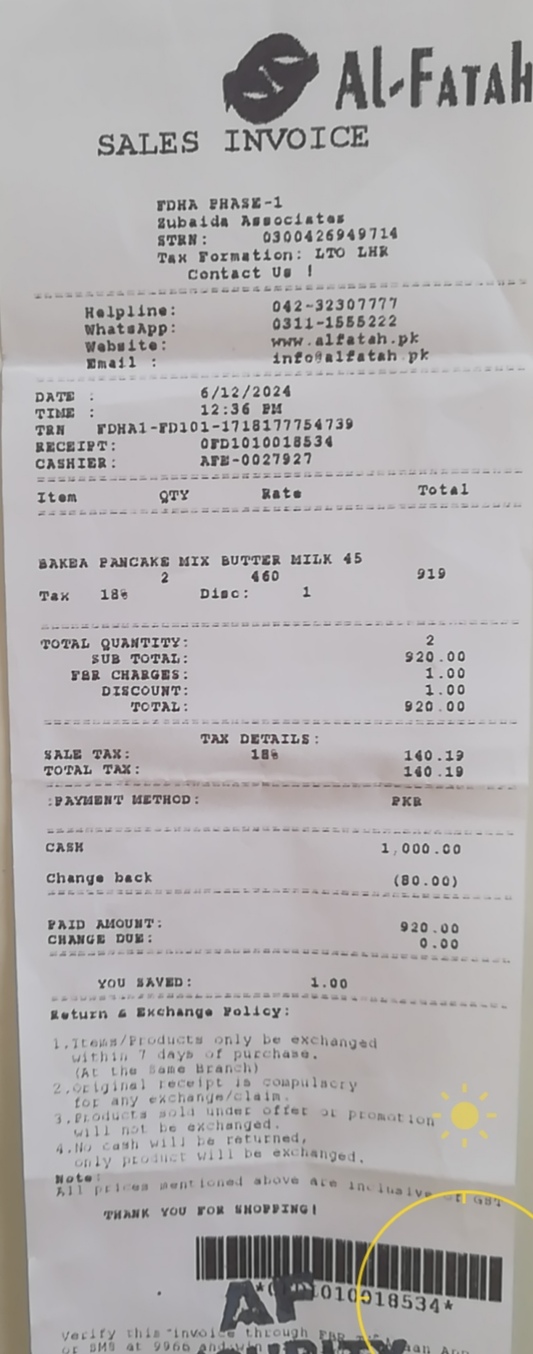 Al-Fatah
SALES INVOICE
FDHA PHASE-1
Zubaida Associates
STRN: 0300426949714
Tax Formation: LTO LHR
Contact Us !
Helpline: 042-32307777
WhatsApp: 0311-1555222
Website: www.alfatah.pk
Email : info@alfatah.pk
DATE : 6/12/2024
TIME : 12:36 PM
TRN FDHA1-FD101-1718177754739
RECEIPT: 0FD1010018534
CASHIER: AFE-0027927
Item QTY Rate Total
BAKEA PANCAKE MIX BUTTER MILK 45
2 460 919
Tax 18% Disc: 1
TOTAL QUANTITY: 2
SUB TOTAL: 920.00
FBR CHARGES: 1.00
DISCOUNT: 1.00
TOTAL: 920.00
TAX DETAILS:
SALE TAX: 18% 140.19
TOTAL TAX: 140.19
:PAYMENT METHOD: PKR
CASH 1,000.00
Change back (80.00)
PAID AMOUNT: 920.00
CHANGE DUE: 0.00
YOU SAVED: 1.00
Return & Exchange Policy:
1.Items/Products only be exchanged
within 7 days of purchase.
(At the Same Branch)
2.Original receipt is compulsory
for any exchange/claim.
3.Products sold under offer or promotion
will not be exchanged.
4.No cash will be returned,
only product will be exchanged.
Note:
All prices mentioned above are inclusive of GST
THANK YOU FOR SHOPPING!
1010018534*
AF
Verify this invoice through FBR
or SMS at 9966 and win